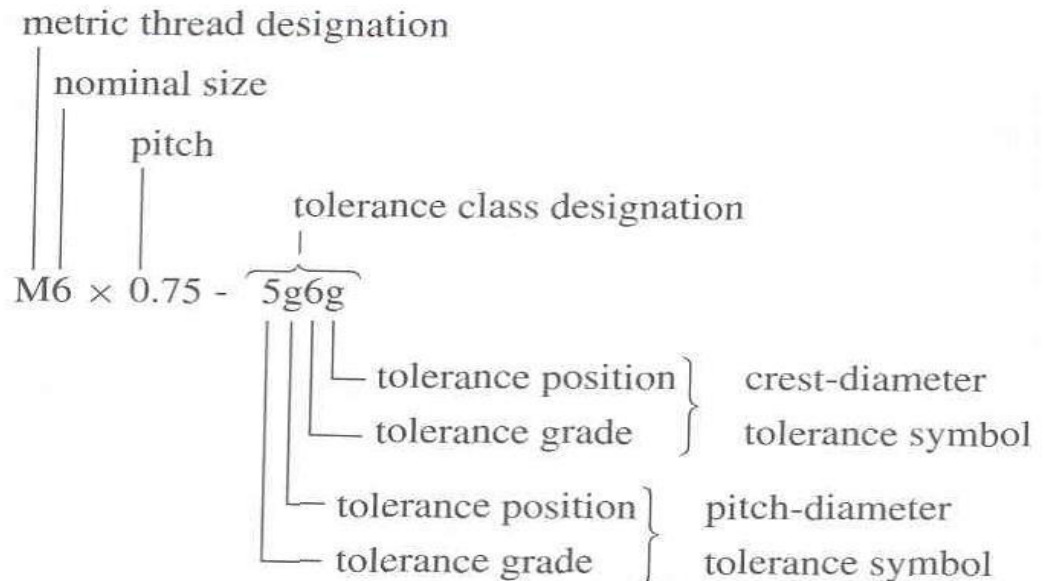 metric thread designation
nominal size
pitch
tolerance class designation
M6 × 0.75 - 5g6g
tolerance position
crest-diameter
tolerance grade
tolerance symbol
tolerance position
pitch-diameter
tolerance grade
tolerance symbol